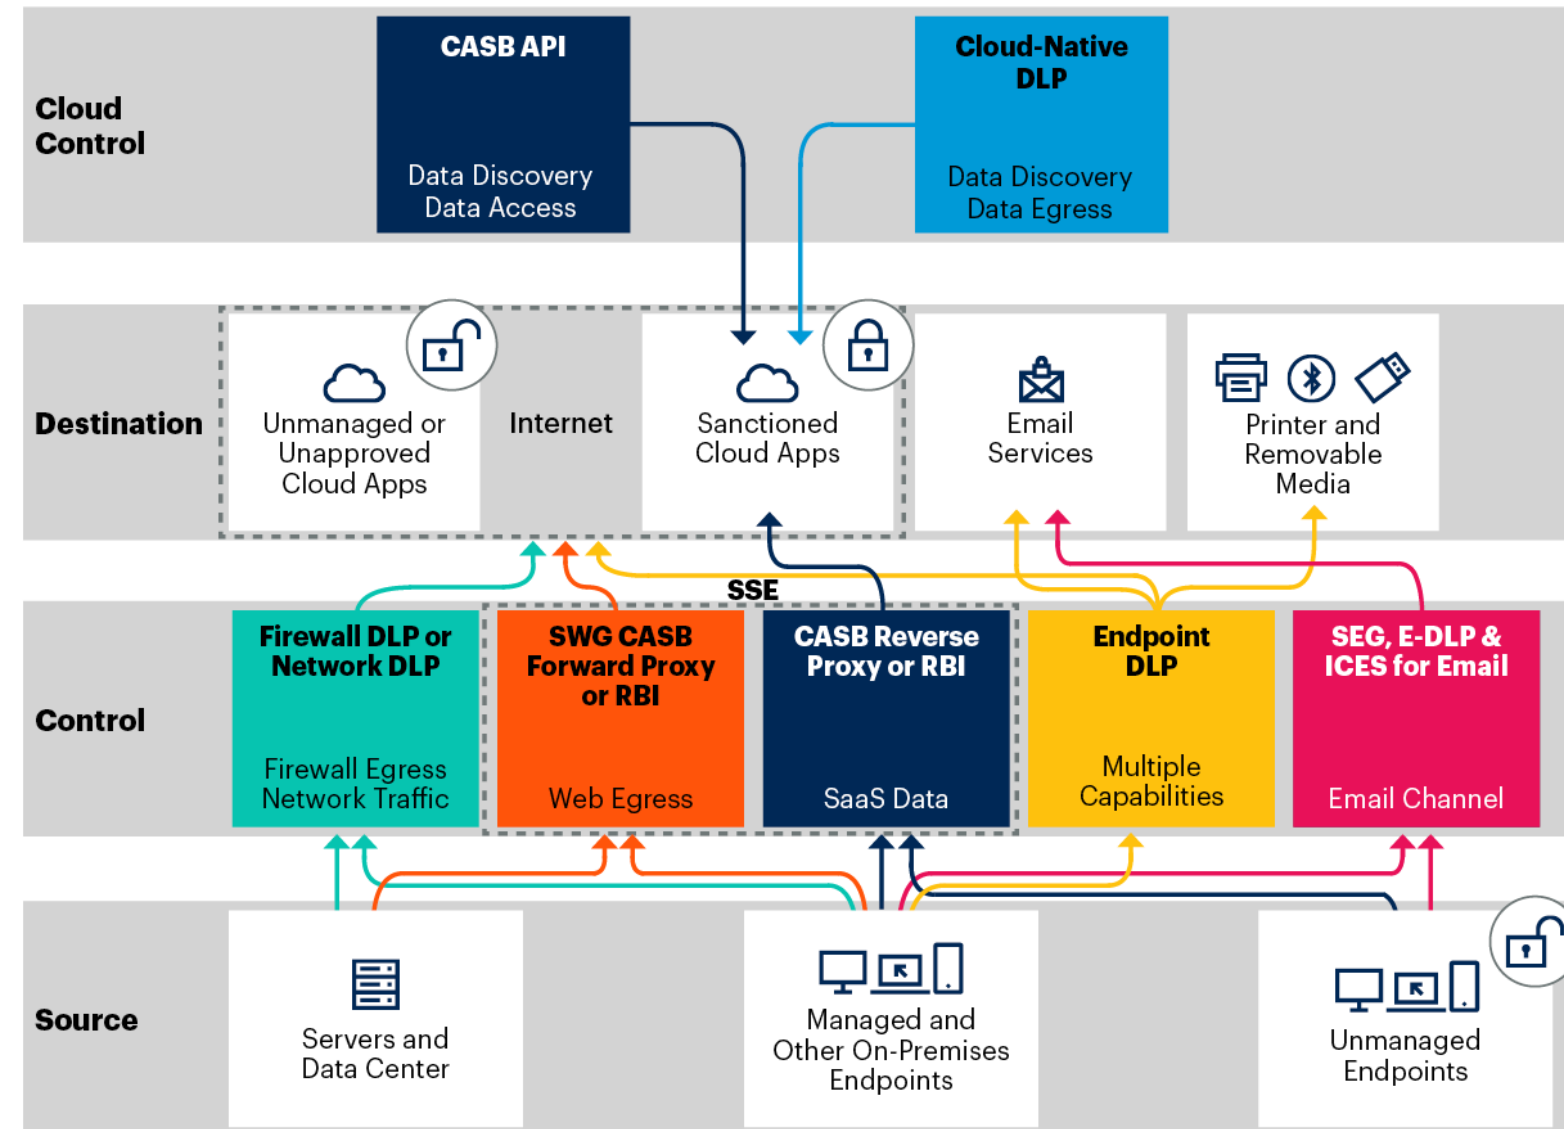 CASB API
Cloud-Native
DLP
Cloud
Control
Data Discovery
Data Access
Data Discovery
Data Egress
Destination
Unmanaged or
Unapproved
Cloud Apps
Internet
Sanctioned
Cloud Apps
Email
Services
Printer and
Removable
Media
SSE
Control
Firewall DLP or
Network DLP
Firewall Egress
Network Traffic
SWG CASB
Forward Proxy
or RBI
Web Egress
CASB Reverse
Proxy or RBI
SaaS Data
Endpoint
DLP
Multiple
Capabilities
SEG, E-DLP &
ICES for Email
Email Channel
Source
Servers and
Data Center
Managed and
Other On-Premises
Endpoints
Unmanaged
Endpoints